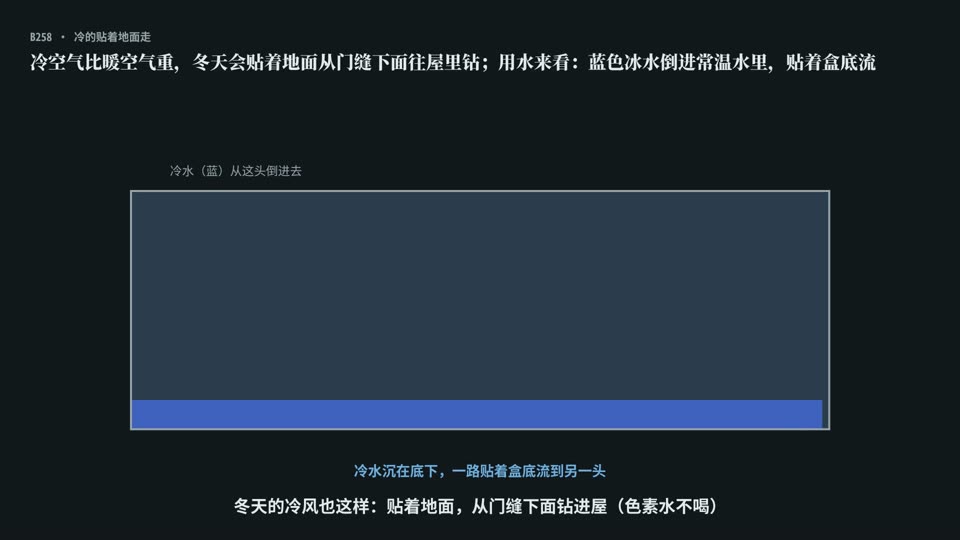 B258 · 冷的贴着地面走
冷空气比暖空气重，冬天会贴着地面从门缝下面往屋里钻；用水来看：蓝色冰水倒进常温水里，贴着盒底流
冷水（蓝）从这头倒进去
冷水沉在底下，一路贴着盒底流到另一头
冬天的冷风也这样：贴着地面，从门缝下面钻进屋（色素水不喝）